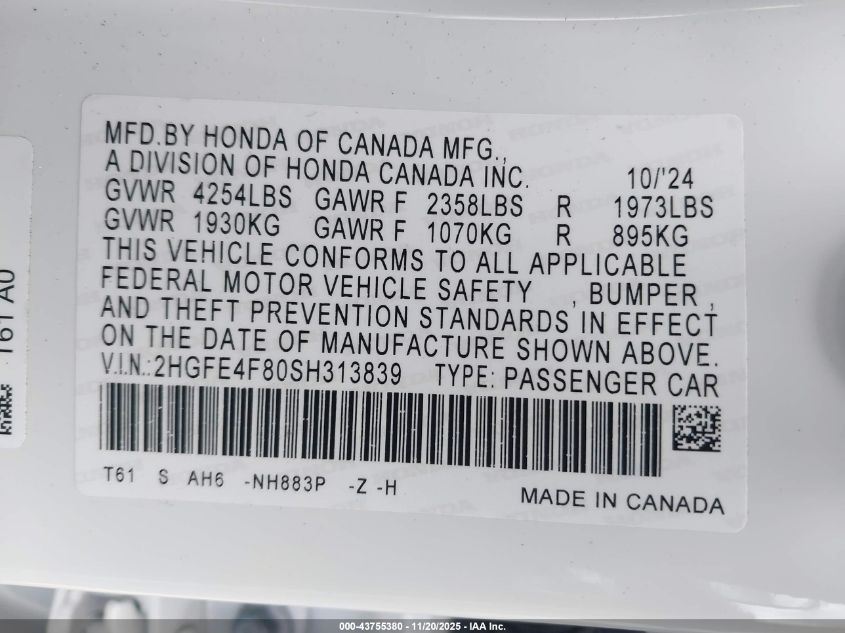 MFD.BY HONDA OF CANADA MFG.,
A DIVISION OF HONDA CANADA INC. 10/'24
GVWR 4254LBS GAWR F 2358LBS R 1973LBS
GVWR 1930KG GAWR F 1070KG R 895KG
THIS VEHICLE CONFORMS TO ALL APPLICABLE
FEDERAL MOTOR VEHICLE SAFETY , BUMPER ,
AND THEFT PREVENTION STANDARDS IN EFFECT
ON THE DATE OF MANUFACTURE SHOWN ABOVE.
V.I.N.:2HGFE4F80SH313839 TYPE: PASSENGER CAR
T61 S AH6 -NH883P -Z -H
MADE IN CANADA
T61 A0
000-43755380 - 11/20/2025 - IAA Inc.